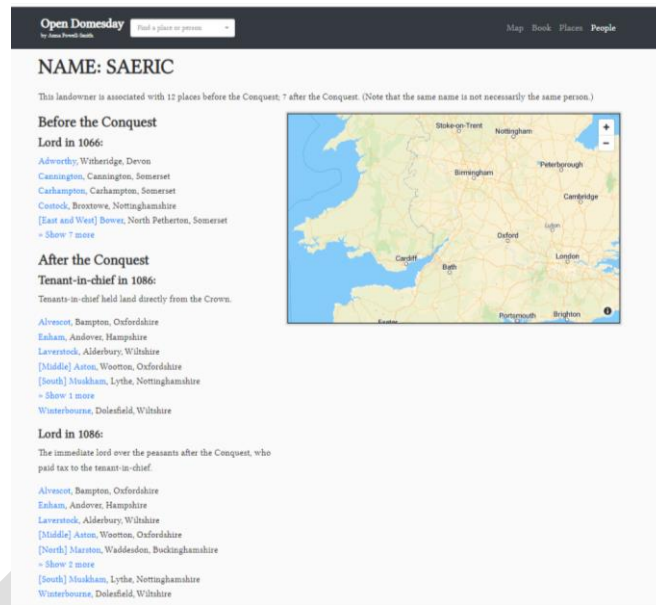 Open Domesday
by Anna Powell-Smith
Find a place or person
Map Book Places People
NAME: SAERIC
This landowner is associated with 12 places before the Conquest; 7 after the Conquest. (Note that the same name is not necessarily the same person.)
Before the Conquest
Lord in 1066:
Adworthy, Witheridge, Devon
Cannington, Cannington, Somerset
Carhampton, Carhampton, Somerset
Costock, Broxtowe, Nottinghamshire
[East and West] Bower, North Petherton, Somerset
» Show 7 more
After the Conquest
Tenant-in-chief in 1086:
Tenants-in-chief held land directly from the Crown.
Alvescot, Bampton, Oxfordshire
Enham, Andover, Hampshire
Laverstock, Alderbury, Wiltshire
[Middle] Aston, Wootton, Oxfordshire
[South] Muskham, Lythe, Nottinghamshire
» Show 1 more
Winterbourne, Dolesfield, Wiltshire
Lord in 1086:
The immediate lord over the peasants after the Conquest, who
paid tax to the tenant-in-chief.
Alvescot, Bampton, Oxfordshire
Enham, Andover, Hampshire
Laverstock, Alderbury, Wiltshire
[Middle] Aston, Wootton, Oxfordshire
[North] Marston, Waddesdon, Buckinghamshire
» Show 2 more
[South] Muskham, Lythe, Nottinghamshire
Winterbourne, Dolesfield, Wiltshire
Stoke-on-Trent
Nottingham
+
−
Peterborough
Birmingham
Cambridge
Luton
Oxford
London
Cardiff
Bath
Portsmouth
Brighton
Exeter